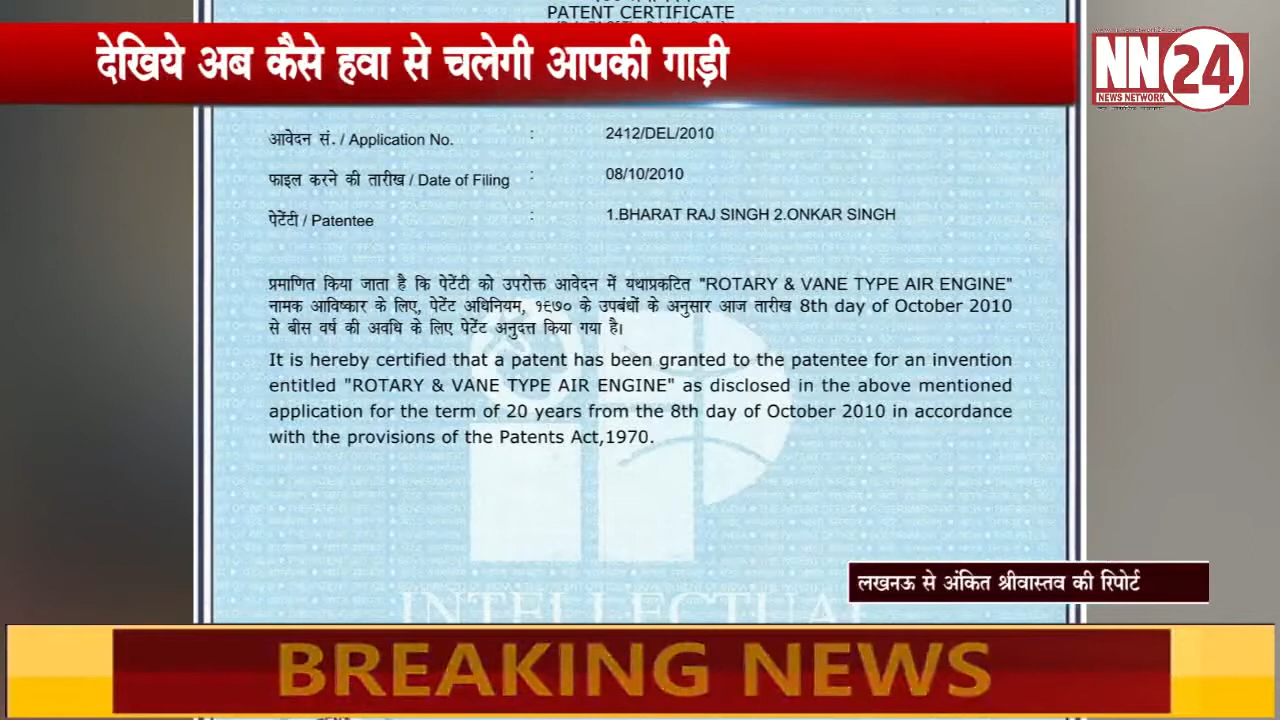 PATENT CERTIFICATE
देखिये अब कैसे हवा से चलेगी आपकी गाड़ी
NN24
NEWS NETWORK
आवेदन सं. / Application No. : 2412/DEL/2010
फाइल करने की तारीख / Date of Filing : 08/10/2010
पेटेंटी / Patentee : 1.BHARAT RAJ SINGH 2.ONKAR SINGH
प्रमाणित किया जाता है कि पेटेंटी को उपरोक्त आवेदन में यथाप्रकटित "ROTARY & VANE TYPE AIR ENGINE"
नामक आविष्कार के लिए, पेटेंट अधिनियम, १९७० के उपबंधों के अनुसार आज तारीख 8th day of October 2010
से बीस वर्ष की अवधि के लिए पेटेंट अनुदत्त किया गया है।
It is hereby certified that a patent has been granted to the patentee for an invention
entitled "ROTARY & VANE TYPE AIR ENGINE" as disclosed in the above mentioned
application for the term of 20 years from the 8th day of October 2010 in accordance
with the provisions of the Patents Act,1970.
लखनऊ से अंकित श्रीवास्तव की रिपोर्ट
INTELLECTUAL
BREAKING NEWS